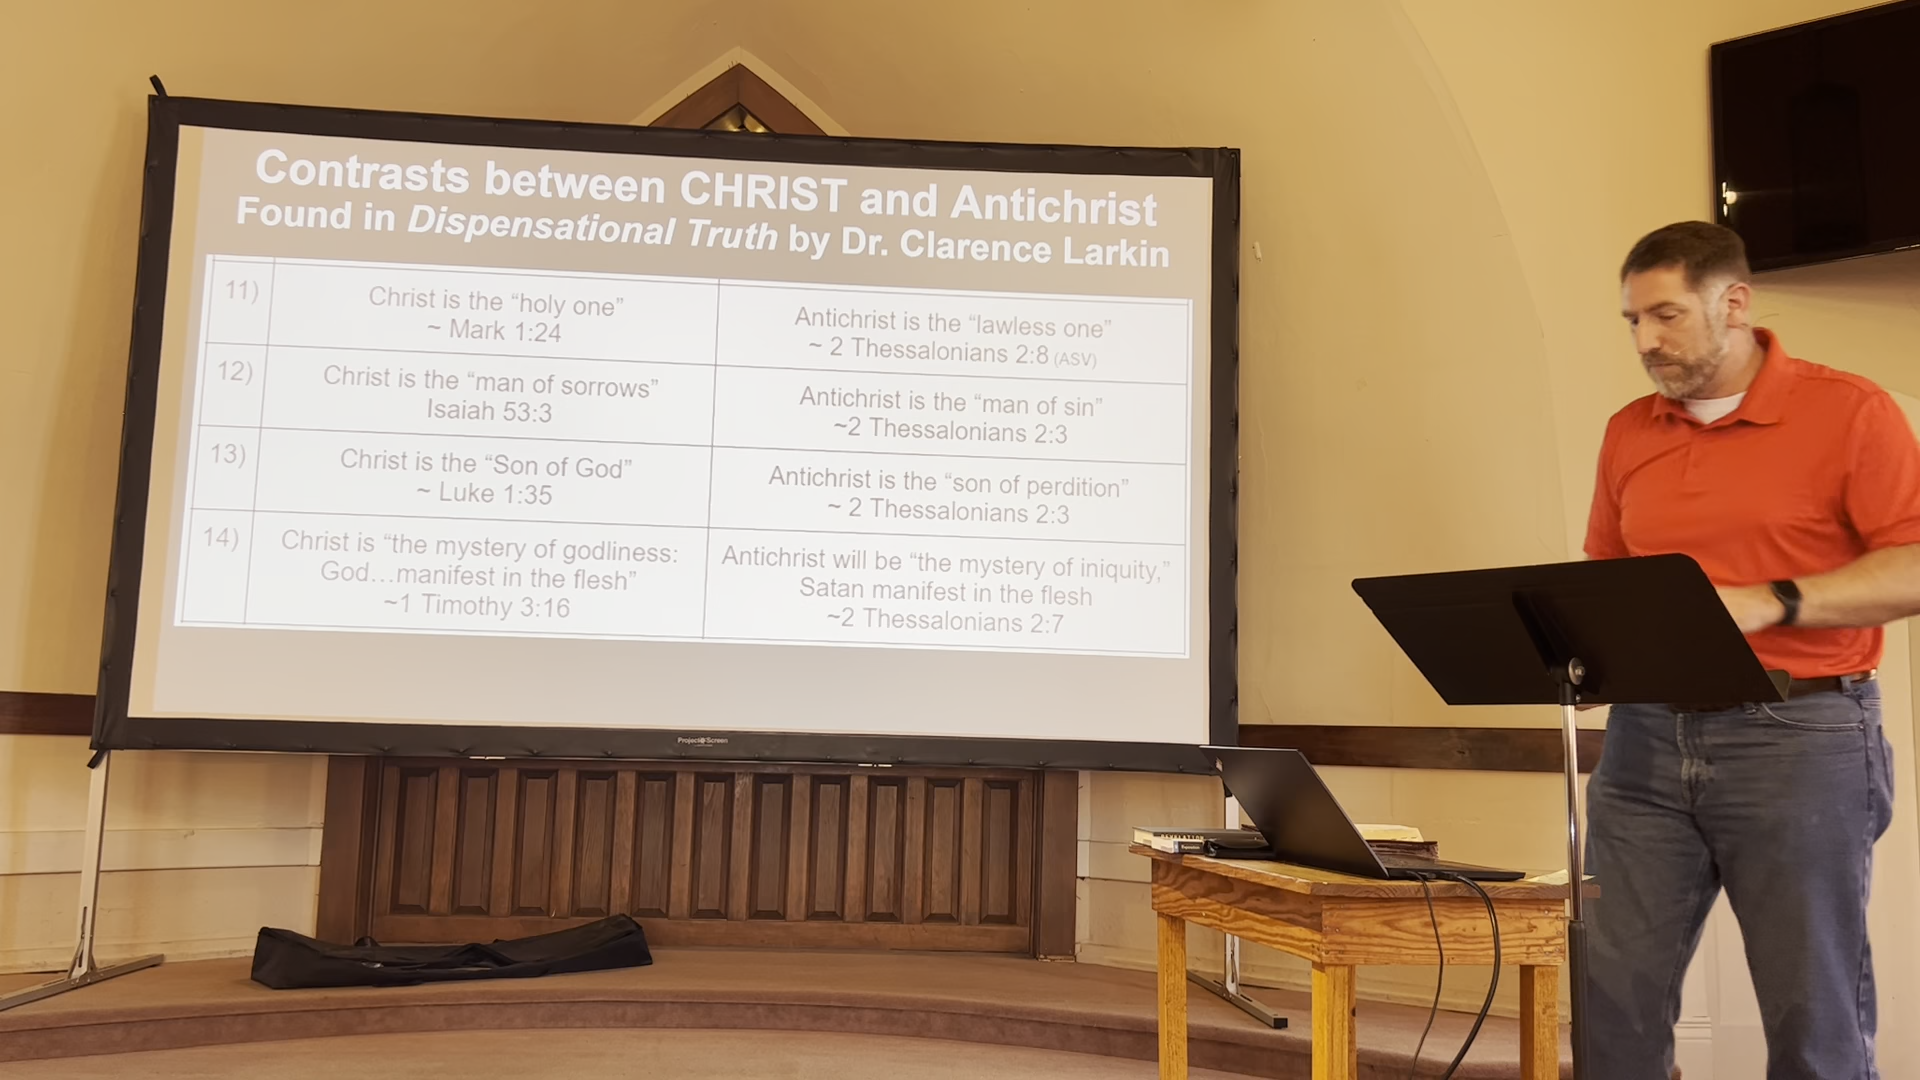 Contrasts between CHRIST and Antichrist
Found in Dispensational Truth by Dr. Clarence Larkin
11)
Christ is the “holy one”
~ Mark 1:24
Antichrist is the “lawless one”
~ 2 Thessalonians 2:8 (ASV)
12)
Christ is the “man of sorrows”
Isaiah 53:3
Antichrist is the “man of sin”
~2 Thessalonians 2:3
13)
Christ is the “Son of God”
~ Luke 1:35
Antichrist is the “son of perdition”
~ 2 Thessalonians 2:3
14)
Christ is “the mystery of godliness:
God…manifest in the flesh”
~1 Timothy 3:16
Antichrist will be “the mystery of iniquity,”
Satan manifest in the flesh
~2 Thessalonians 2:7
Project Screen
REVELATION